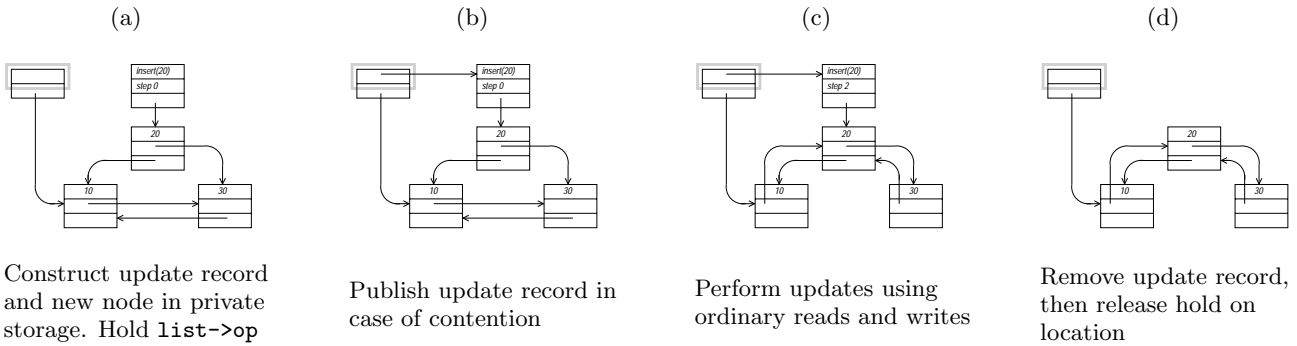 (a)
(b)
(c)
(d)
insert(20)
step 0
20
10
30
insert(20)
step 0
20
10
30
insert(20)
step 2
20
10
30
20
10
30
Construct update record
and new node in private
storage. Hold list->op
Publish update record in
case of contention
Perform updates using
ordinary reads and writes
Remove update record,
then release hold on
location